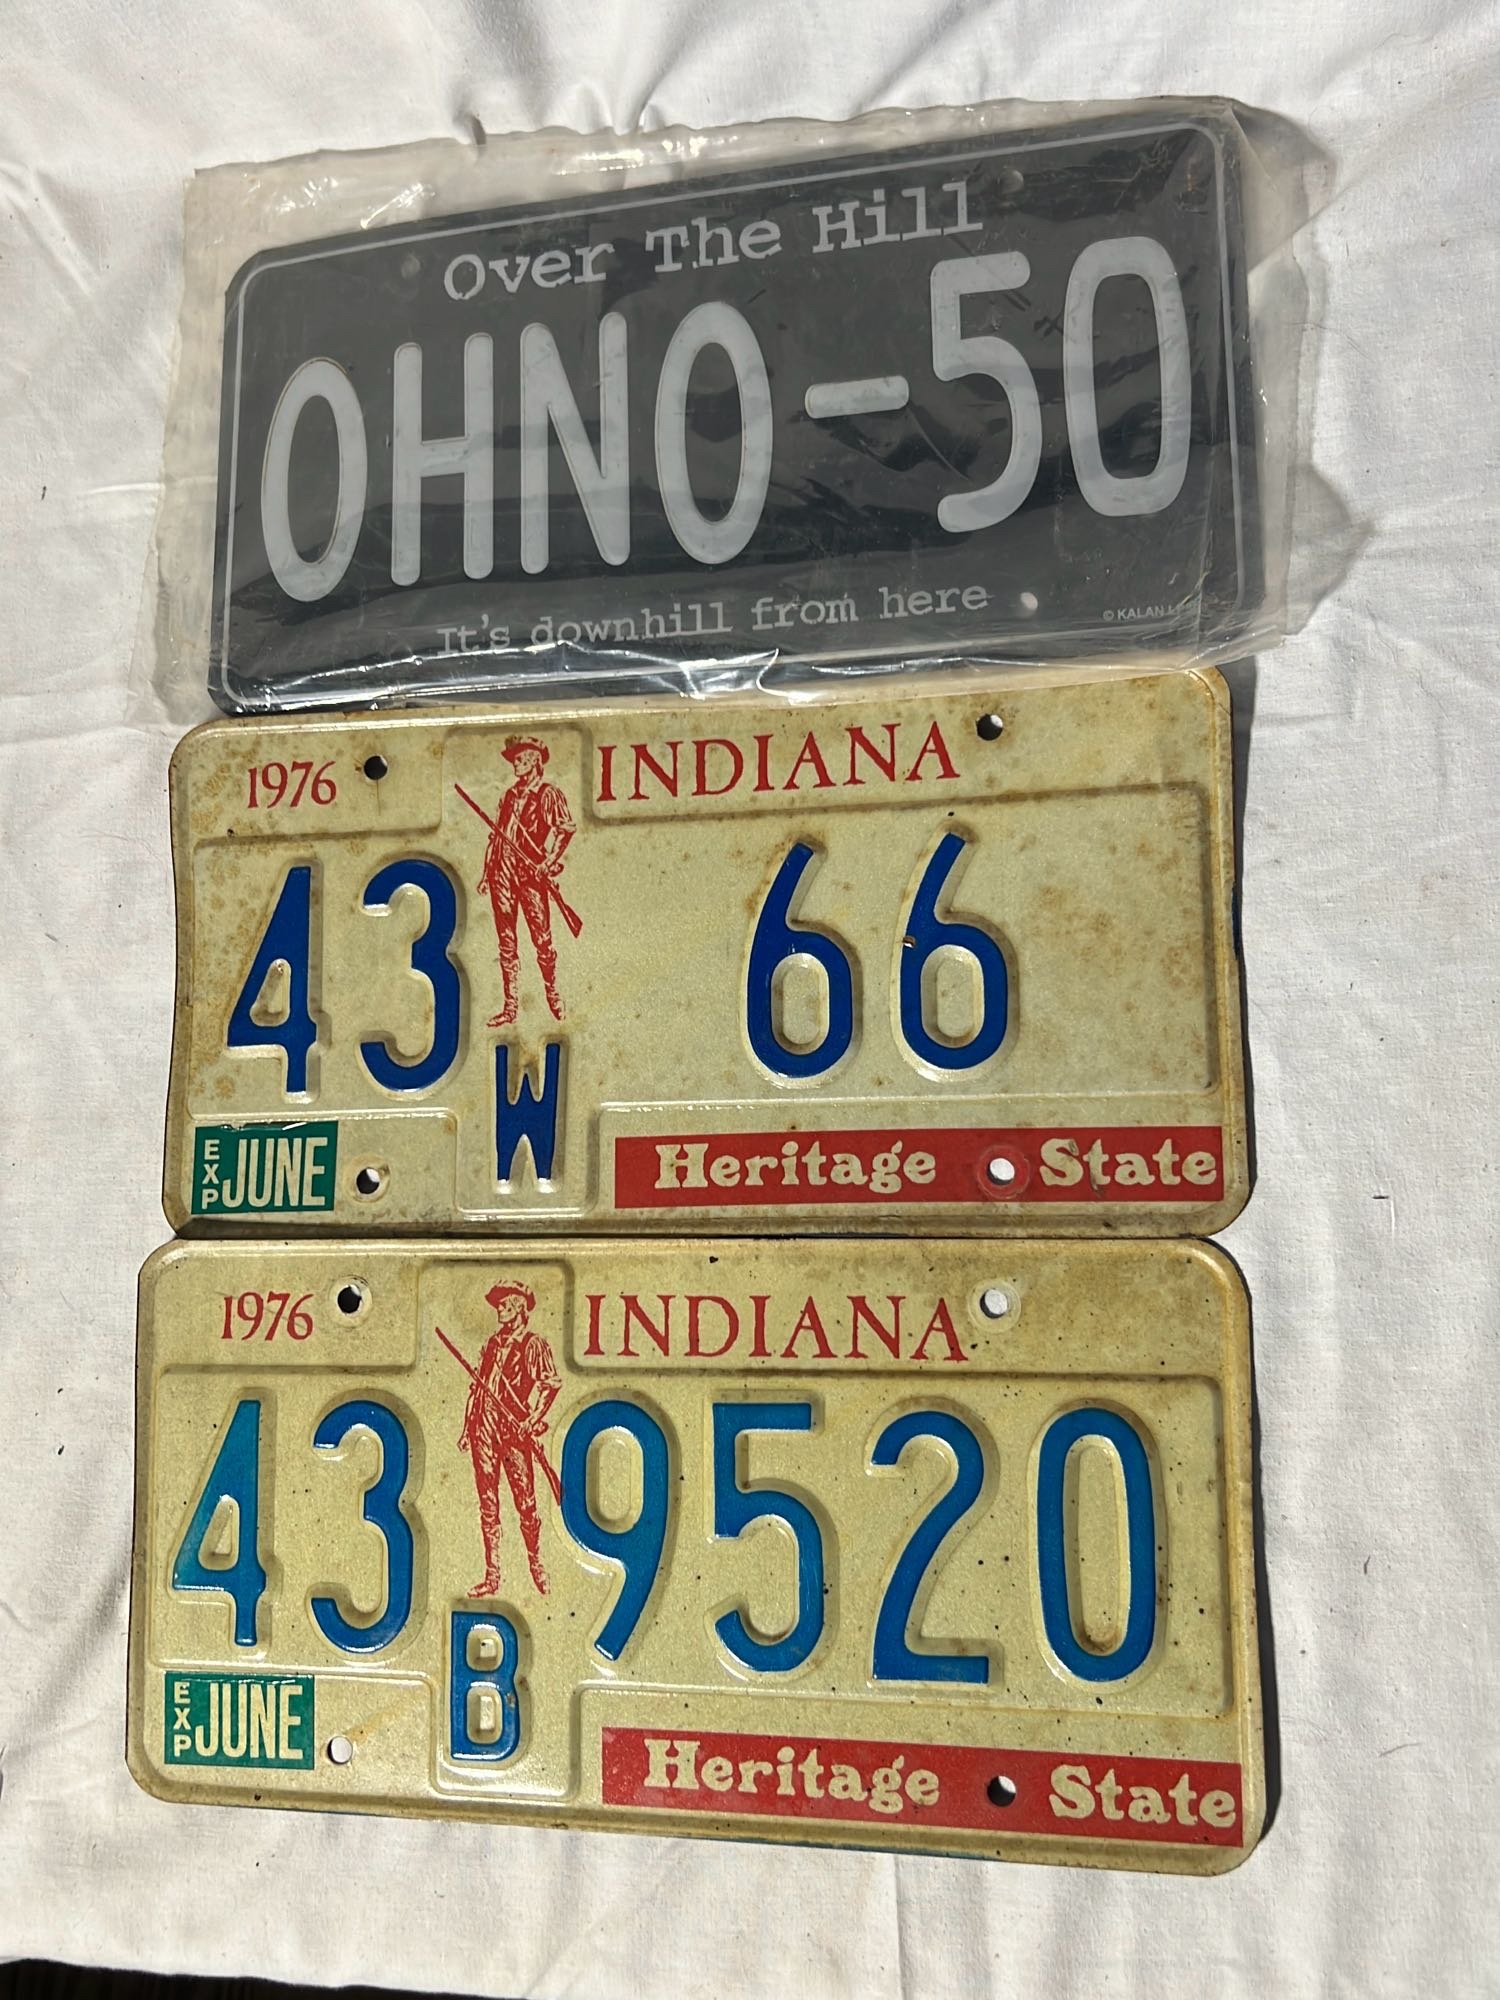 Over The Hill
OHNO-50
It's downhill from here
© KALAN
1976 INDIANA
43 W 66
EXP JUNE
Heritage State
1976 INDIANA
43 B 9520
EXP JUNE
Heritage State